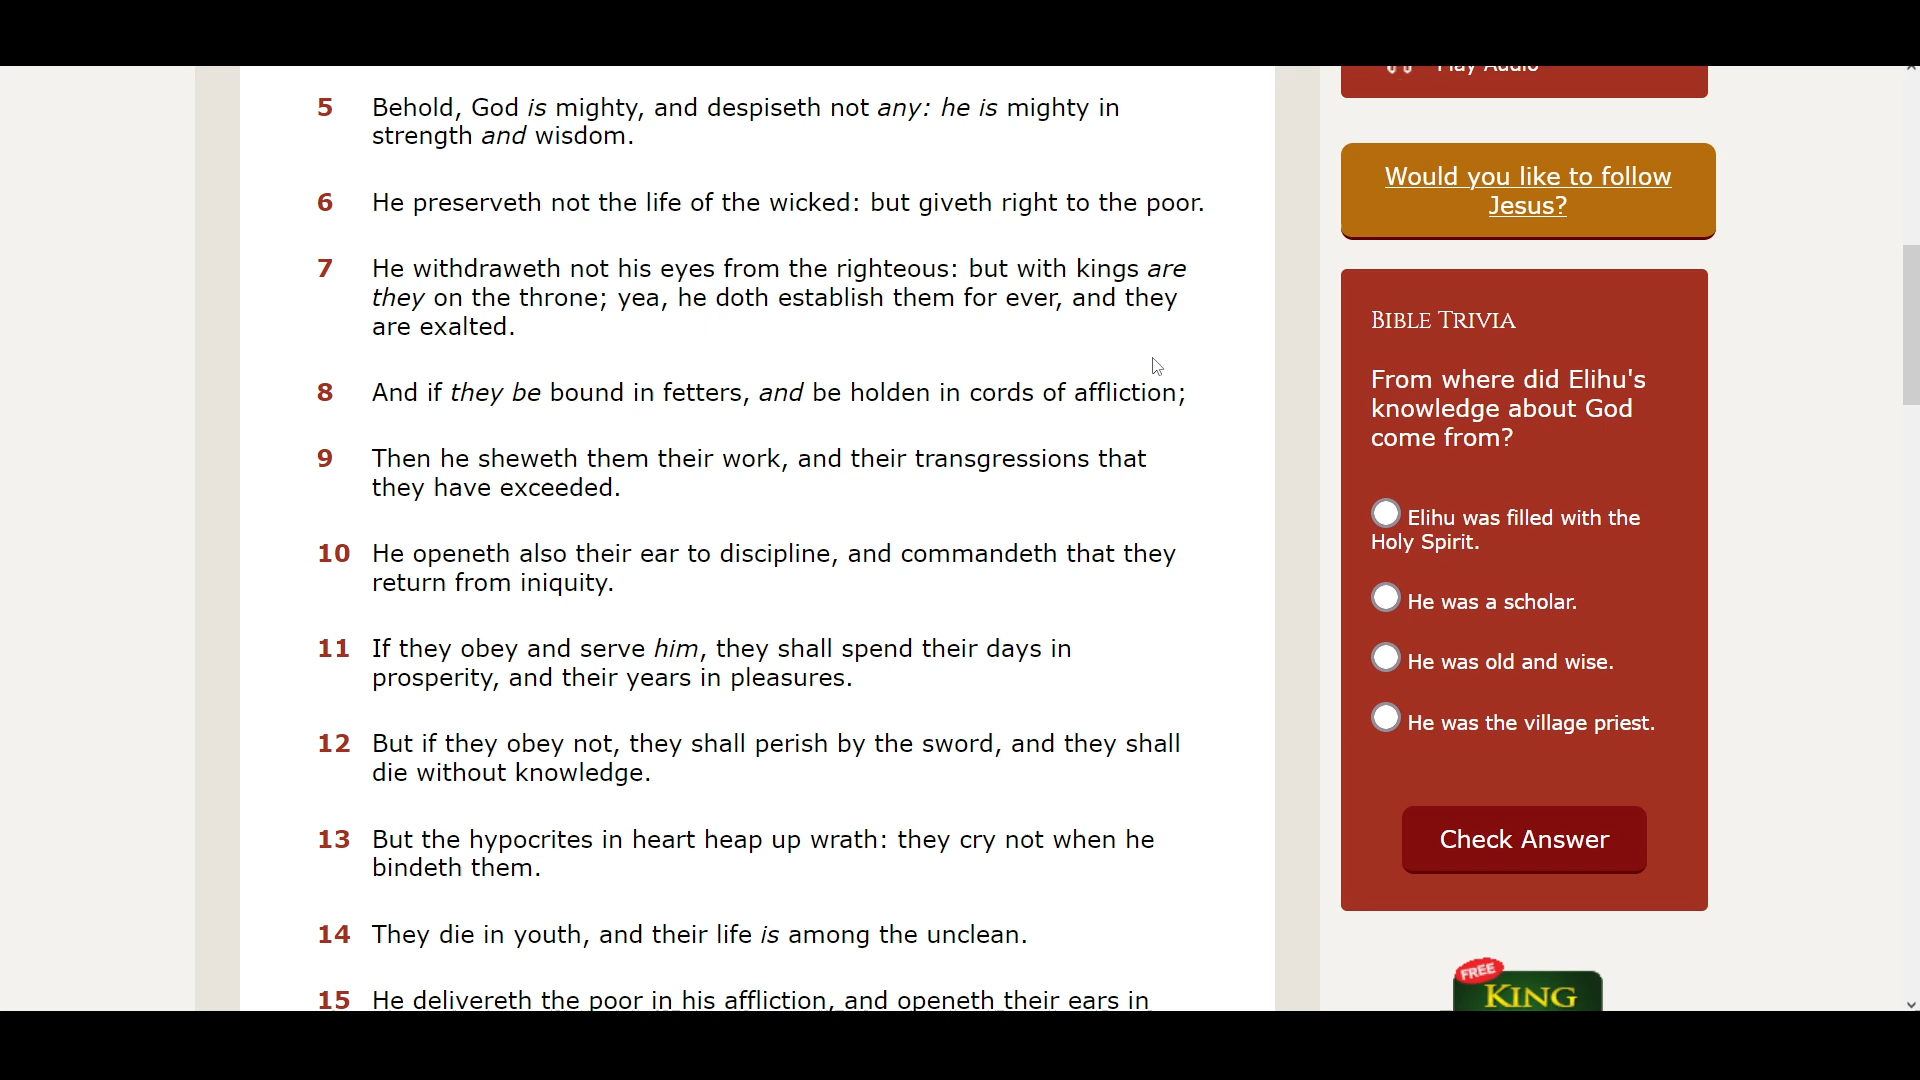 5 Behold, God is mighty, and despiseth not any: he is mighty in
strength and wisdom.
6 He preserveth not the life of the wicked: but giveth right to the poor.
7 He withdraweth not his eyes from the righteous: but with kings are
they on the throne; yea, he doth establish them for ever, and they
are exalted.
8 And if they be bound in fetters, and be holden in cords of affliction;
9 Then he sheweth them their work, and their transgressions that
they have exceeded.
10 He openeth also their ear to discipline, and commandeth that they
return from iniquity.
11 If they obey and serve him, they shall spend their days in
prosperity, and their years in pleasures.
12 But if they obey not, they shall perish by the sword, and they shall
die without knowledge.
13 But the hypocrites in heart heap up wrath: they cry not when he
bindeth them.
14 They die in youth, and their life is among the unclean.
15 He delivereth the poor in his affliction, and openeth their ears in
Play Audio
Would you like to follow
Jesus?
Bible Trivia
From where did Elihu's
knowledge about God
come from?
Elihu was filled with the
Holy Spirit.
He was a scholar.
He was old and wise.
He was the village priest.
Check Answer
FREE
KING